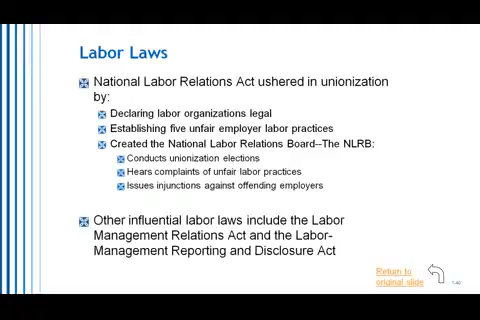 Labor Laws
National Labor Relations Act ushered in unionization
by:
Declaring labor organizations legal
Establishing five unfair employer labor practices
Created the National Labor Relations Board--The NLRB:
Conducts unionization elections
Hears complaints of unfair labor practices
Issues injunctions against offending employers
Other influential labor laws include the Labor
Management Relations Act and the Labor-
Management Reporting and Disclosure Act
Return to
original slide